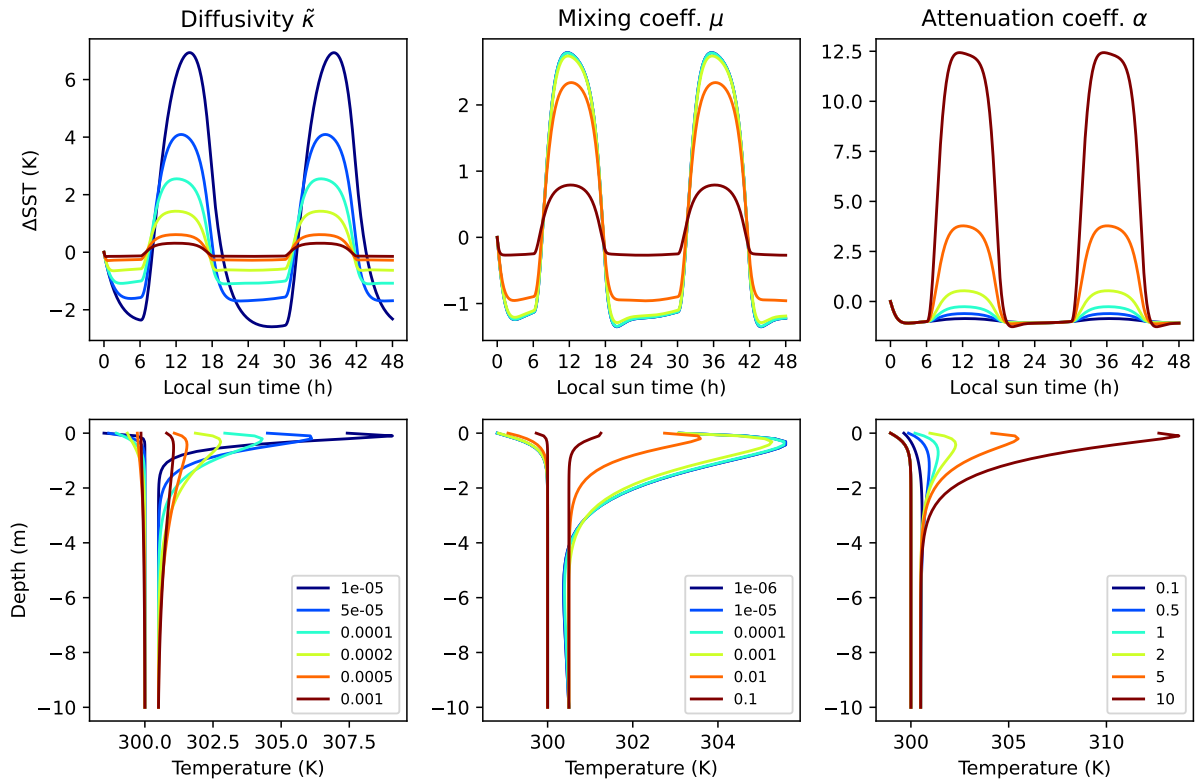 Diffusivity κ̃
Mixing coeff. μ
Attenuation coeff. α
ΔSST (K)
6
4
2
0
−2
0 6 12 18 24 30 36 42 48
Local sun time (h)
2
1
0
−1
0 6 12 18 24 30 36 42 48
Local sun time (h)
12.5
10.0
7.5
5.0
2.5
0.0
0 6 12 18 24 30 36 42 48
Local sun time (h)
Depth (m)
0
−2
−4
−6
−8
−10
1e-05
5e-05
0.0001
0.0002
0.0005
0.001
300.0 302.5 305.0 307.5
Temperature (K)
0
−2
−4
−6
−8
−10
1e-06
1e-05
0.0001
0.001
0.01
0.1
300 302 304
Temperature (K)
0
−2
−4
−6
−8
−10
0.1
0.5
1
2
5
10
300 305 310
Temperature (K)